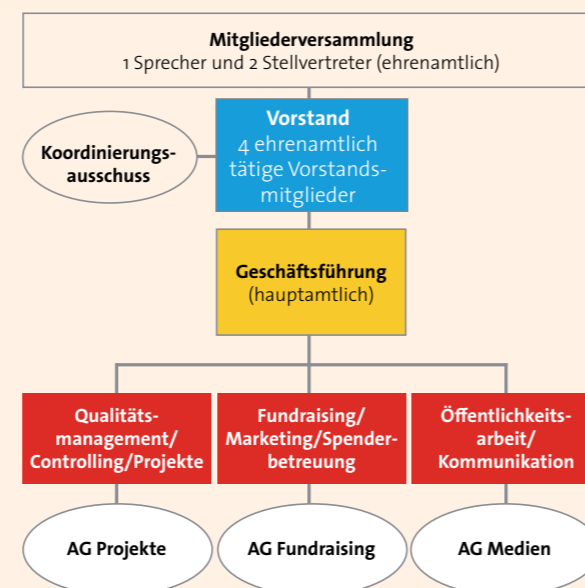 Mitgliederversammlung
1 Sprecher und 2 Stellvertreter (ehrenamtlich)
Vorstand
4 ehrenamtlich
tätige Vorstands-
mitglieder
Koordinierungs-
ausschuss
Geschäftsführung
(hauptamtlich)
Qualitäts-
management/
Controlling/Projekte
Fundraising/
Marketing/Spender-
betreuung
Öffentlichkeits-
arbeit/
Kommunikation
AG Projekte
AG Fundraising
AG Medien